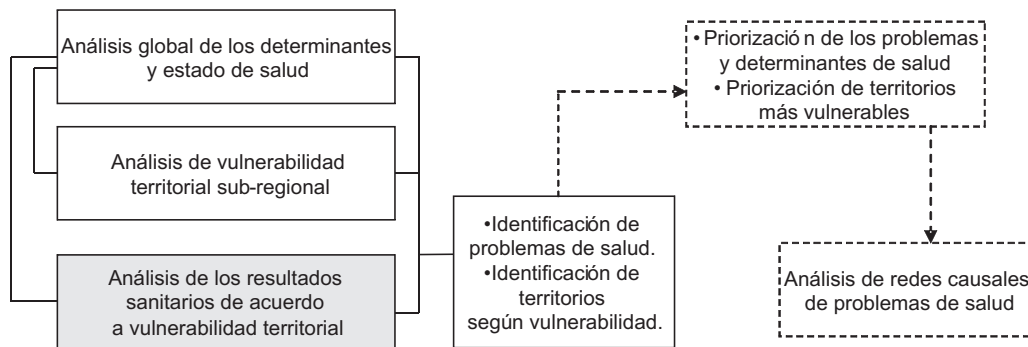 Análisis global de los determinantes
y estado de salud
Análisis de vulnerabilidad
territorial sub-regional
Análisis de los resultados
sanitarios de acuerdo
a vulnerabilidad territorial
•Identificación de
problemas de salud.
•Identificación de
territorios
según vulnerabilidad.
• Priorizació n de los problemas
y determinantes de salud
• Priorización de territorios
más vulnerables
Análisis de redes causales
de problemas de salud